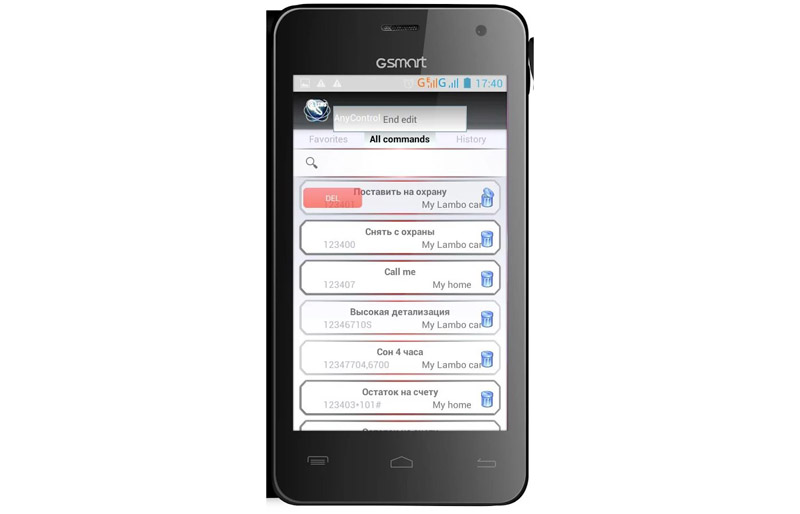 GSmart
G E G 17:40
AnyControl End edit
Favorites All commands History
Поставить на охрану
DEL
123401 My Lambo car
Снять с охраны
123400 My Lambo car
Call me
123407 My home
Высокая детализация
12346710S My Lambo car
Сон 4 часа
12347704,6700 My Lambo car
Остаток на счету
123403*101# My home